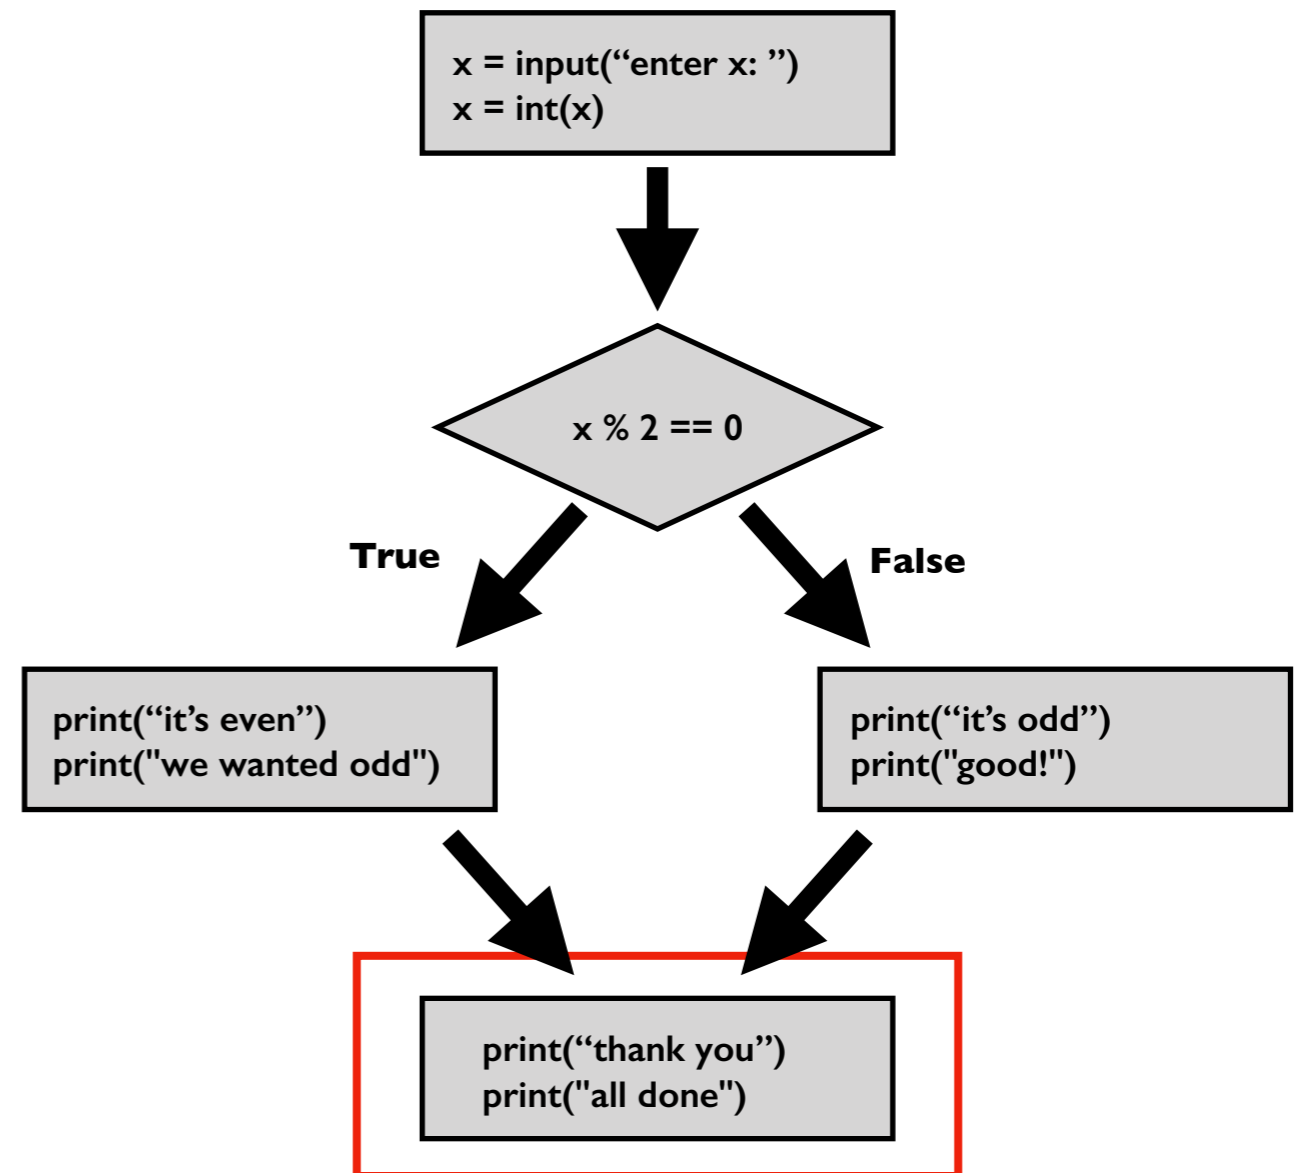 x = input(“enter x: ”)
x = int(x)
x % 2 == 0
True
False
print(“it’s even”)
print("we wanted odd")
print(“it’s odd”)
print("good!")
print(“thank you”)
print("all done")